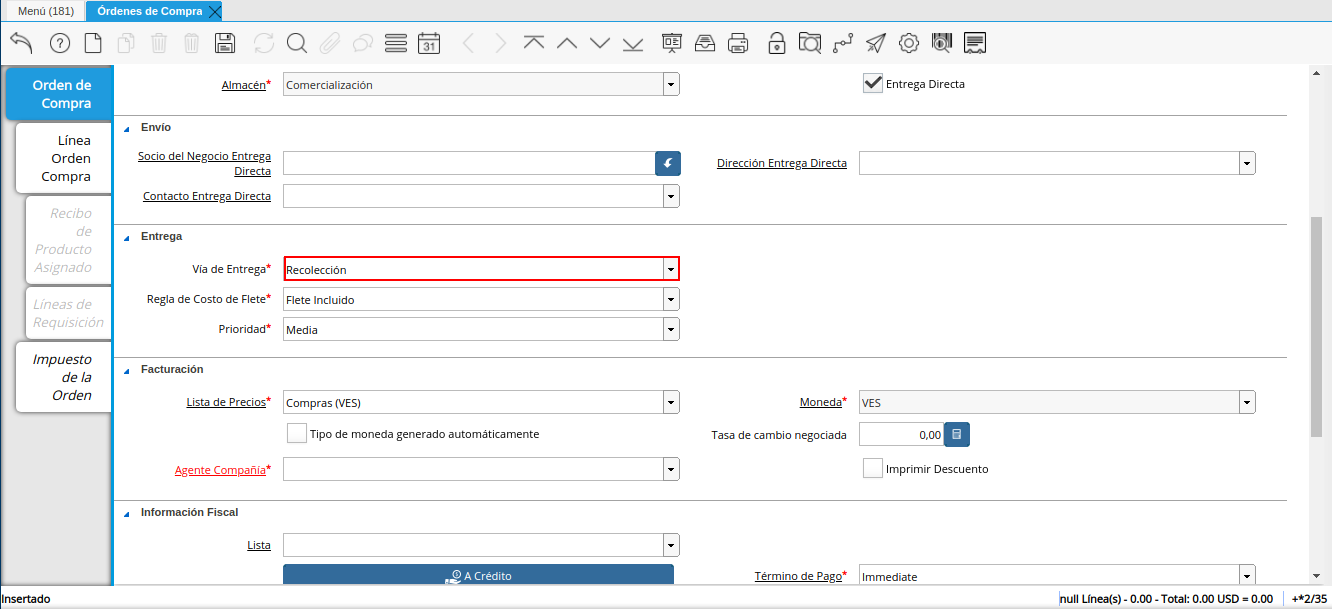 Menú (181)
Órdenes de Compra
31
Orden de
Compra
Línea
Orden
Compra
Recibo
de
Producto
Asignado
Líneas de
Requisición
Impuesto
de la
Orden
Almacén* Comercialización
Entrega Directa
Envío
Socio del Negocio Entrega
Directa
Dirección Entrega Directa
Contacto Entrega Directa
Entrega
Vía de Entrega* Recolección
Regla de Costo de Flete* Flete Incluido
Prioridad* Media
Facturación
Lista de Precios* Compras (VES)
Moneda* VES
Tipo de moneda generado automáticamente
Tasa de cambio negociada 0,00
Agente Compañía*
Imprimir Descuento
Información Fiscal
Lista
A Crédito
Término de Pago* Immediate
Insertado
null Línea(s) - 0.00 - Total: 0.00 USD = 0.00
+*2/35